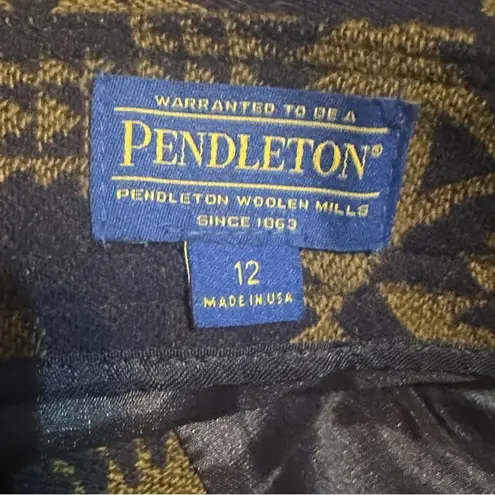 WARRANTED TO BE A
PENDLETON®
PENDLETON WOOLEN MILLS
SINCE 1863
12
MADE IN USA